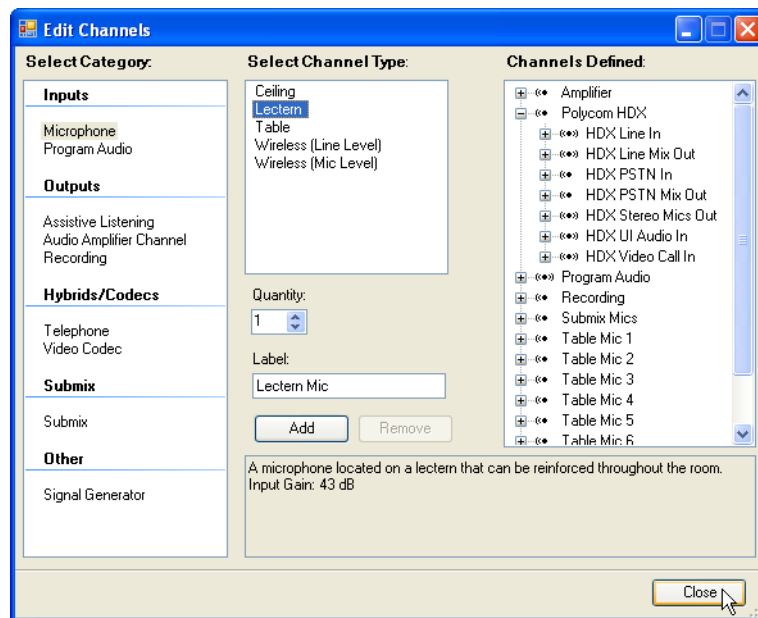 Edit Channels
Select Category:
Inputs
Microphone
Program Audio
Outputs
Assistive Listening
Audio Amplifier Channel
Recording
Hybrids/Codecs
Telephone
Video Codec
Submix
Submix
Other
Signal Generator
Select Channel Type:
Ceiling
Lectern
Table
Wireless (Line Level)
Wireless (Mic Level)
Quantity:
1
Label:
Lectern Mic
Add
Remove
Channels Defined:
Amplifier
Polycom HDX
HDX Line In
HDX Line Mix Out
HDX PSTN In
HDX PSTN Mix Out
HDX Stereo Mics Out
HDX UI Audio In
HDX Video Call In
Program Audio
Recording
Submix Mics
Table Mic 1
Table Mic 2
Table Mic 3
Table Mic 4
Table Mic 5
Table Mic 6
A microphone located on a lectern that can be reinforced throughout the room.
Input Gain: 43 dB
Close